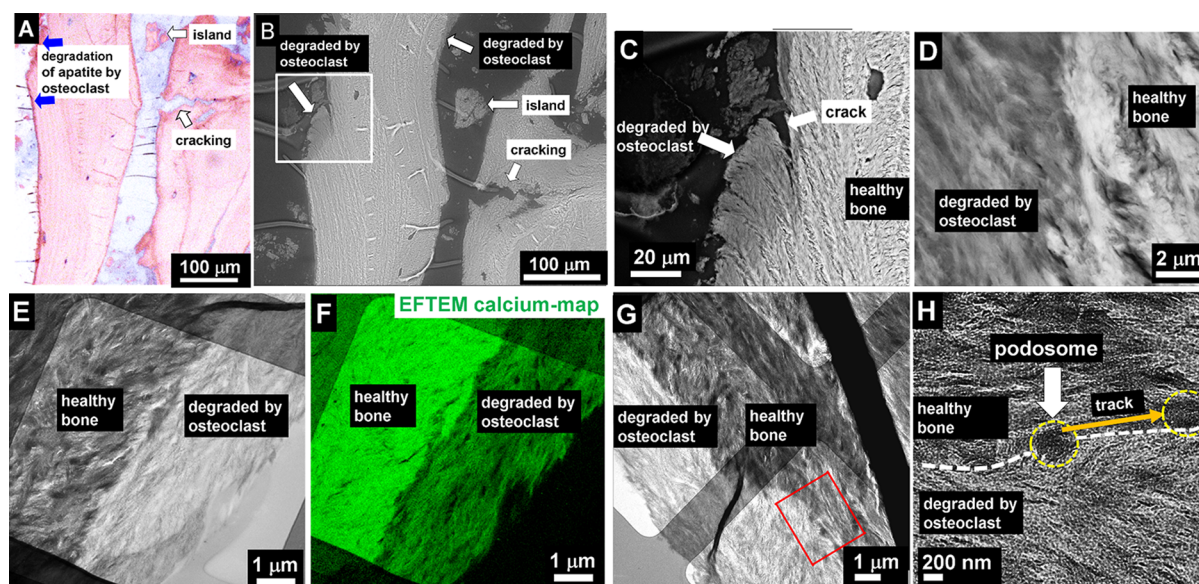 A
island
degradation
of apatite by
osteoclast
cracking
100 μm
B
degraded by
osteoclast
degraded by
osteoclast
island
cracking
100 μm
C
crack
degraded by
osteoclast
healthy
bone
20 μm
D
healthy
bone
degraded by
osteoclast
2 μm
E
healthy
bone
degraded by
osteoclast
1 μm
F
EFTEM calcium-map
healthy
bone
degraded by
osteoclast
1 μm
G
degraded by
osteoclast
healthy
bone
1 μm
H
podosome
track
healthy
bone
degraded by
osteoclast
200 nm